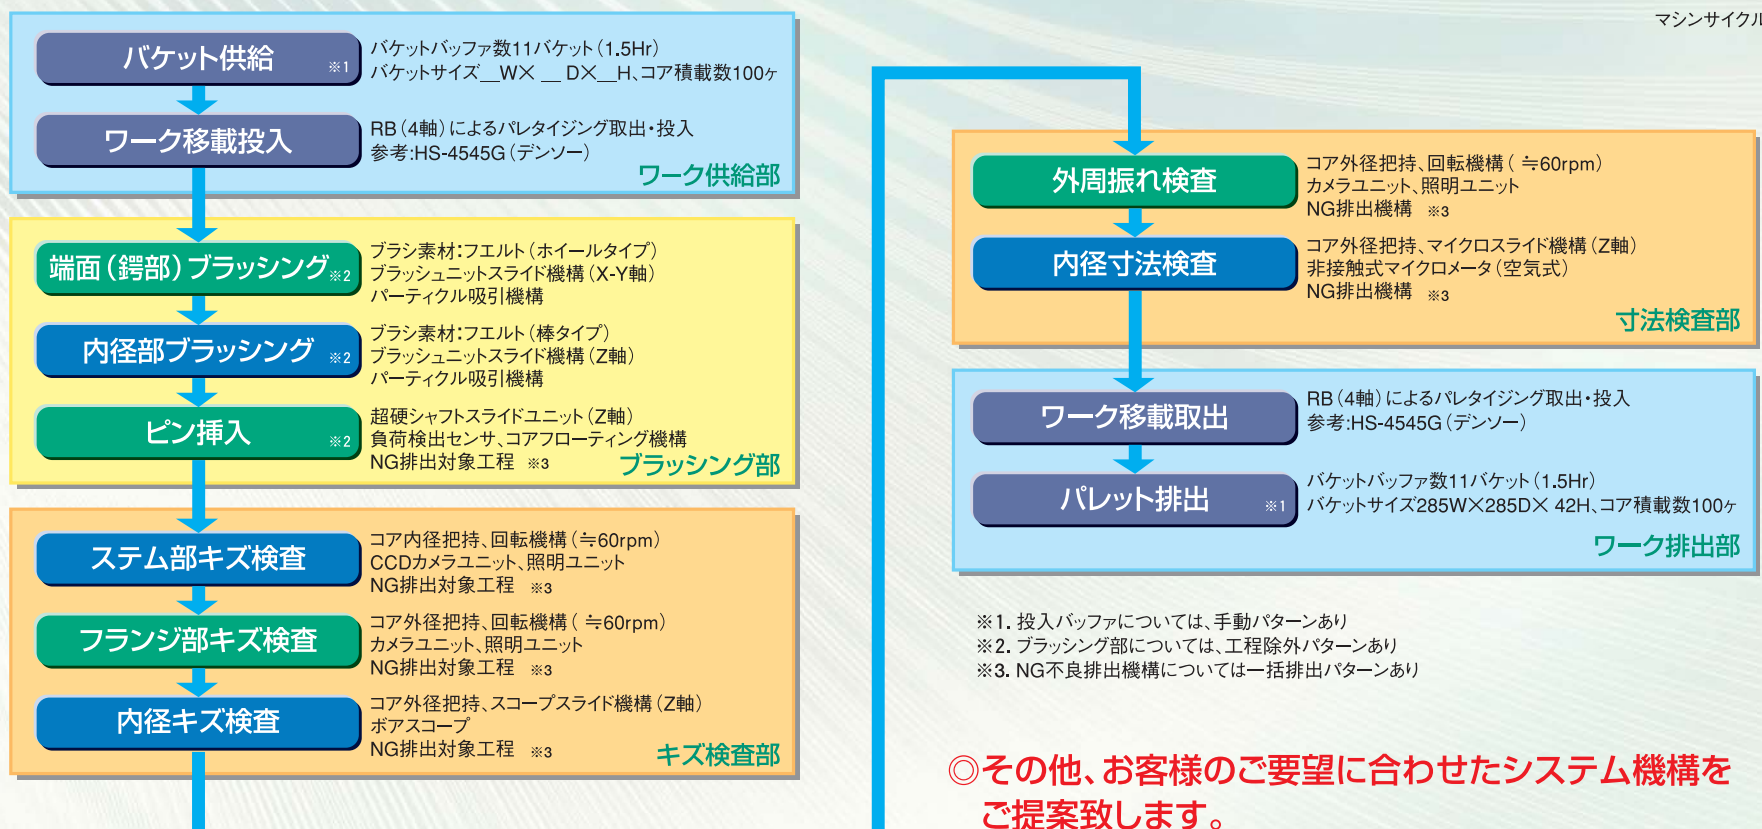 マシンサイクル
バケット供給 ※1
バケットバッファ数11バケット(1.5Hr)
バケットサイズ__W×__D×__H、コア積載数100ヶ
ワーク移載投入
RB(4軸)によるパレタイジング取出・投入
参考:HS-4545G(デンソー)
ワーク供給部
端面(鍔部)ブラッシング※2
ブラシ素材:フエルト(ホイールタイプ)
ブラッシュニットスライド機構(X-Y軸)
パーティクル吸引機構
内径部ブラッシング ※2
ブラシ素材:フエルト(棒タイプ)
ブラッシュニットスライド機構(Z軸)
パーティクル吸引機構
ピン挿入 ※2
超硬シャフトスライドユニット(Z軸)
負荷検出センサ、コアフローティング機構
NG排出対象工程 ※3
ブラッシング部
ステム部キズ検査
コア内径把持、回転機構(≒60rpm)
CCDカメラユニット、照明ユニット
NG排出対象工程 ※3
フランジ部キズ検査
コア外径把持、回転機構( ≒60rpm)
カメラユニット、照明ユニット
NG排出対象工程 ※3
内径キズ検査
コア外径把持、スコープスライド機構(Z軸)
ボアスコープ
NG排出対象工程 ※3
キズ検査部
外周振れ検査
コア外径把持、回転機構( ≒60rpm)
カメラユニット、照明ユニット
NG排出機構 ※3
内径寸法検査
コア外径把持、マイクロスライド機構(Z軸)
非接触式マイクロメータ(空気式)
NG排出機構 ※3
寸法検査部
ワーク移載取出
RB(4軸)によるパレタイジング取出・投入
参考:HS-4545G(デンソー)
パレット排出 ※1
バケットバッファ数11バケット(1.5Hr)
バケットサイズ285W×285D× 42H、コア積載数100ヶ
ワーク排出部
※1. 投入バッファについては、手動パターンあり
※2. ブラッシング部については、工程除外パターンあり
※3. NG不良排出機構については一括排出パターンあり
◎その他、お客様のご要望に合わせたシステム機構を
ご提案致します。